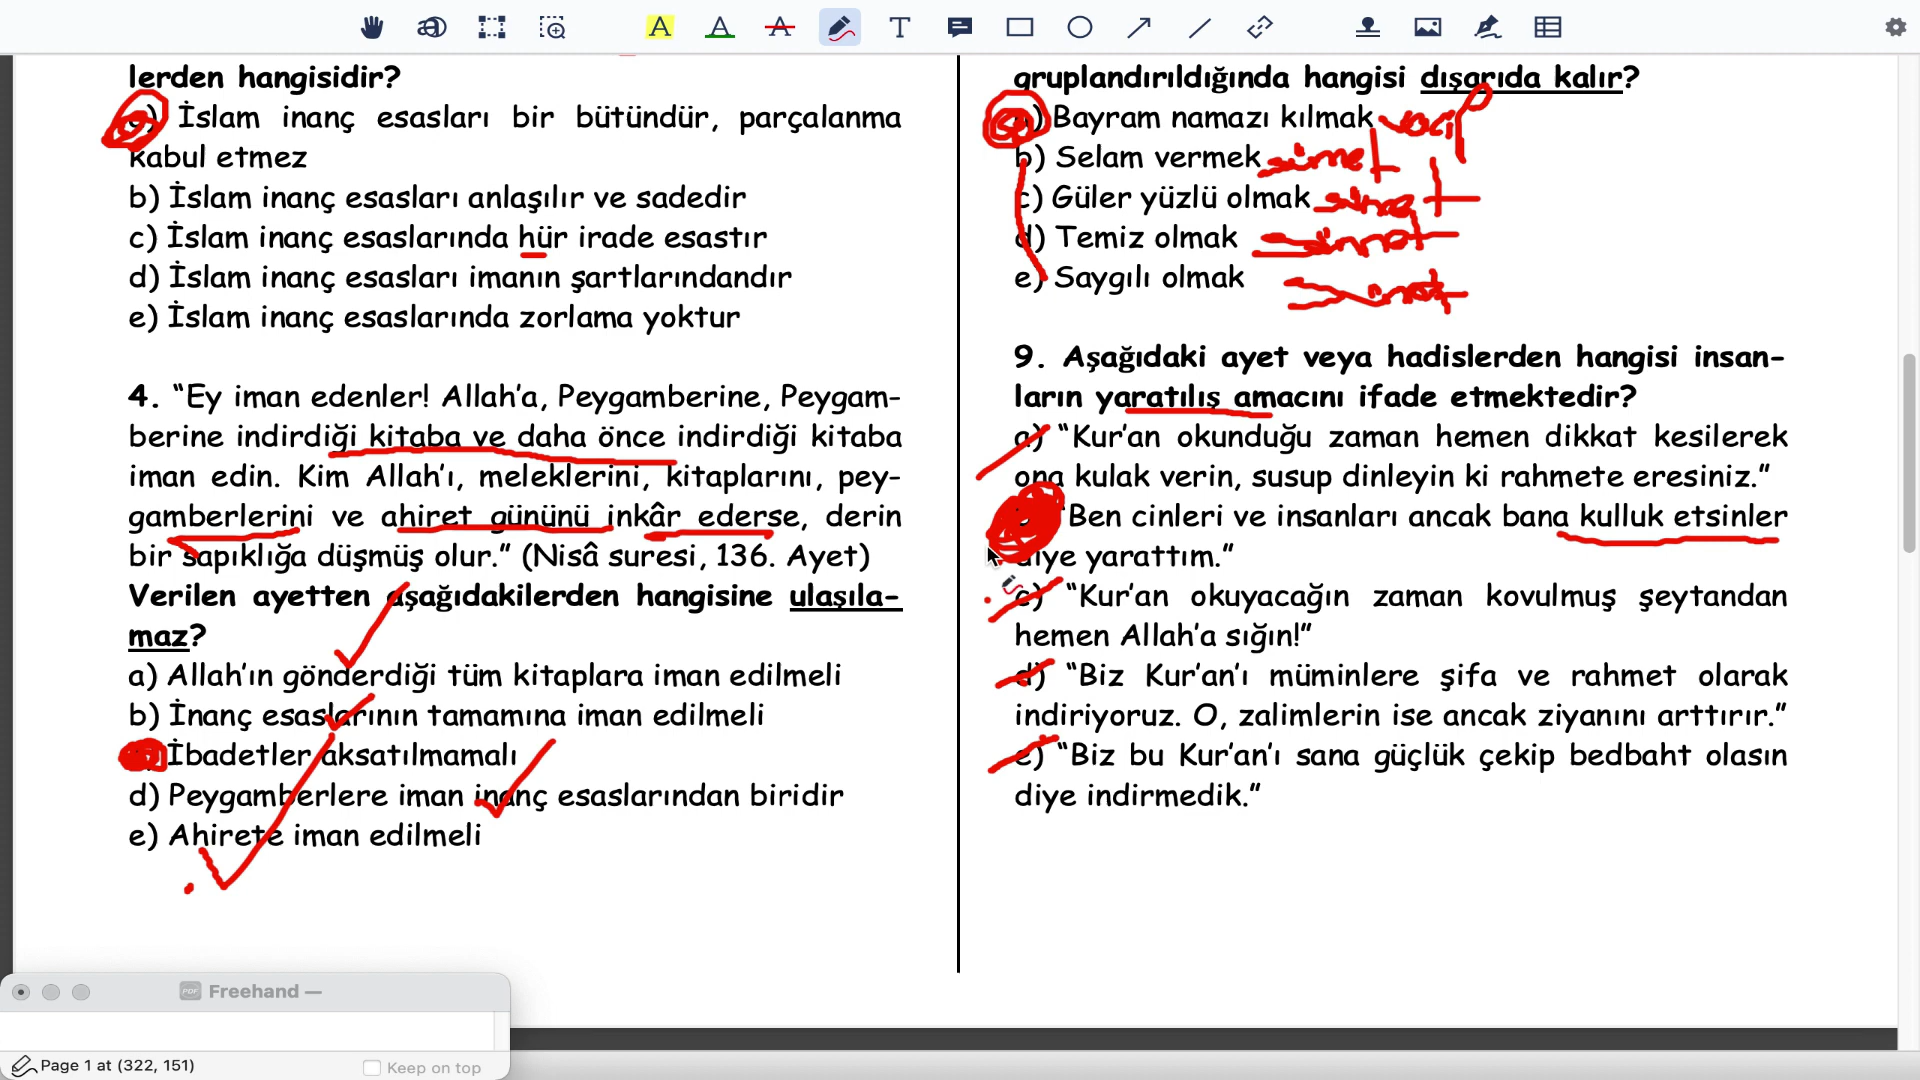 lerden hangisidir?
a) İslam inanç esasları bir bütündür, parçalanma
kabul etmez
b) İslam inanç esasları anlaşılır ve sadedir
c) İslam inanç esaslarında hür irade esastır
d) İslam inanç esasları imanın şartlarındandır
e) İslam inanç esaslarında zorlama yoktur
4. “Ey iman edenler! Allah’a, Peygamberine, Peygam-
berine indirdiği kitaba ve daha önce indirdiği kitaba
iman edin. Kim Allah’ı, meleklerini, kitaplarını, pey-
gamberlerini ve ahiret gününü inkâr ederse, derin
bir sapıklığa düşmüş olur.” (Nisâ suresi, 136. Ayet)
Verilen ayetten aşağıdakilerden hangisine ulaşıla-
maz?
a) Allah’ın gönderdiği tüm kitaplara iman edilmeli
b) İnanç esaslarının tamamına iman edilmeli
İbadetler aksatılmamalı
d) Peygamberlere iman inanç esaslarından biridir
e) Ahirete iman edilmeli
gruplandırıldığında hangisi dışarıda kalır?
a) Bayram namazı kılmak vacip
b) Selam vermek sünnet
c) Güler yüzlü olmak sünnet
d) Temiz olmak sünnet
e) Saygılı olmak sünnet
9. Aşağıdaki ayet veya hadislerden hangisi insan-
ların yaratılış amacını ifade etmektedir?
a) “Kur’an okunduğu zaman hemen dikkat kesilerek
ona kulak verin, susup dinleyin ki rahmete eresiniz.”
“Ben cinleri ve insanları ancak bana kulluk etsinler
diye yarattım.”
c) “Kur’an okuyacağın zaman kovulmuş şeytandan
hemen Allah’a sığın!”
d) “Biz Kur’an’ı müminlere şifa ve rahmet olarak
indiriyoruz. O, zalimlerin ise ancak ziyanını arttırır.”
e) “Biz bu Kur’an’ı sana güçlük çekip bedbaht olasın
diye indirmedik.”
PDF Freehand —
Page 1 at (322, 151)
Keep on top